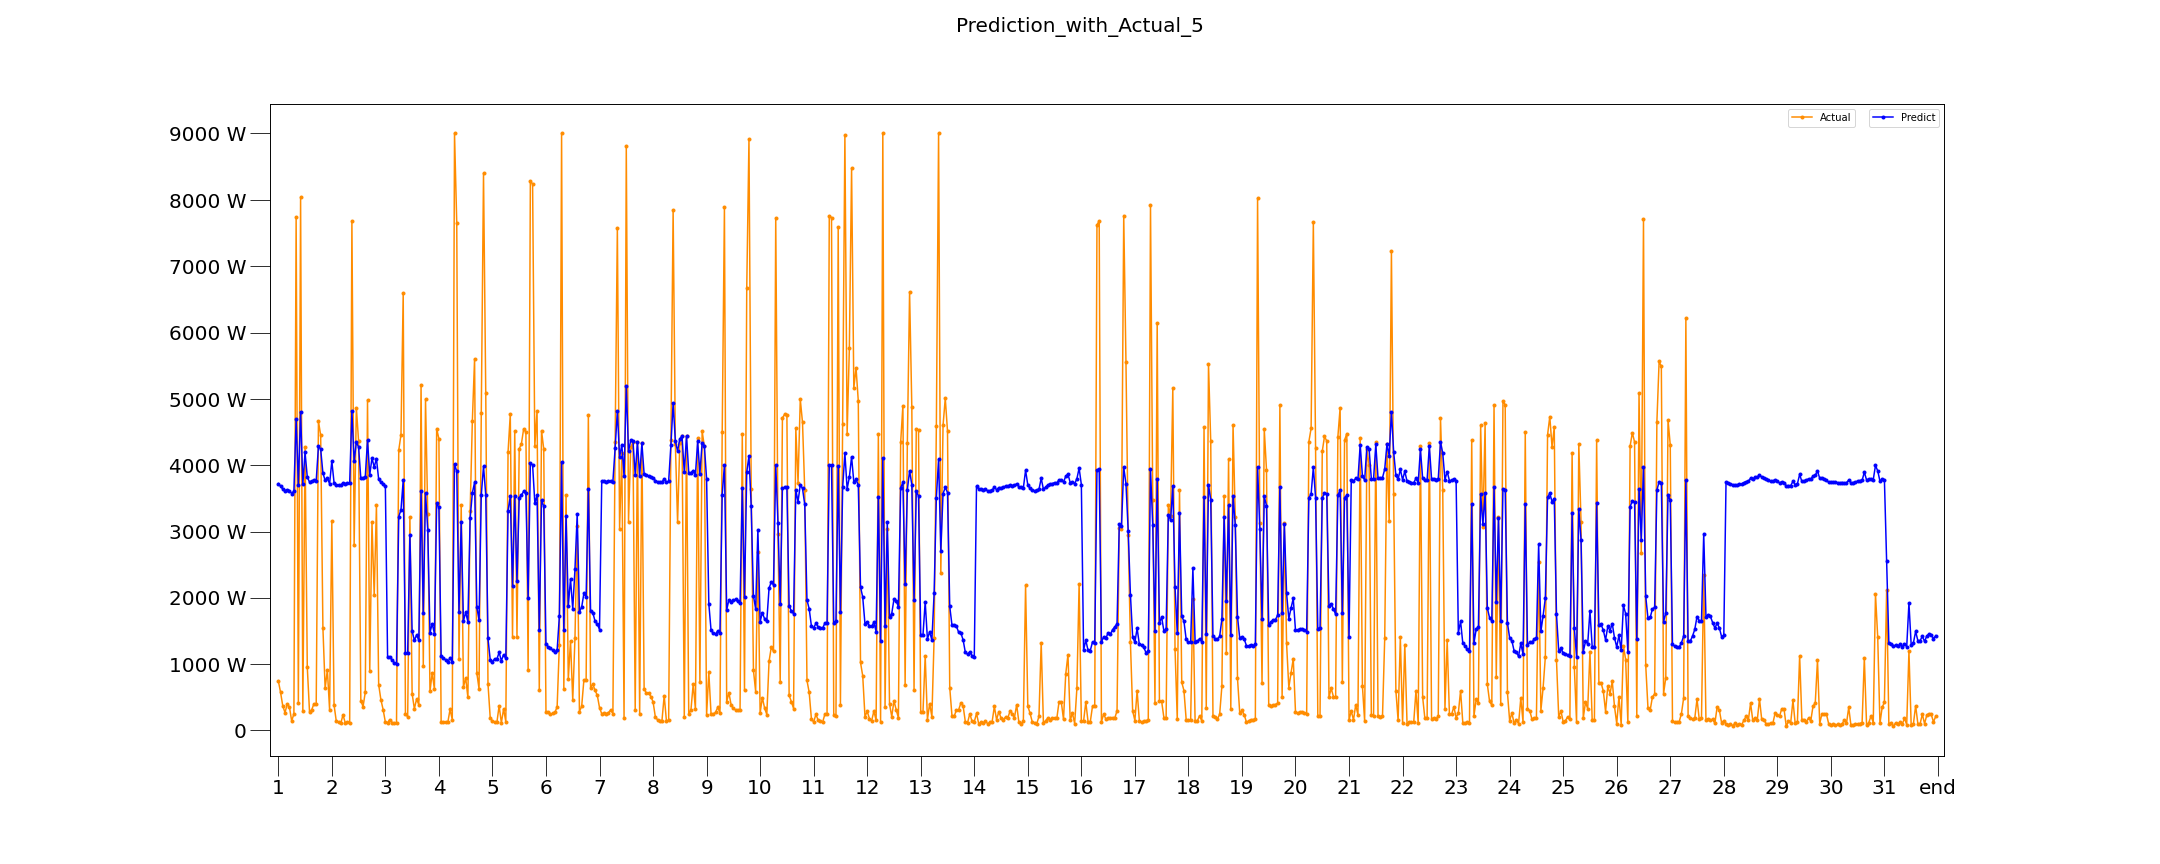 Prediction_with_Actual_5
Actual Predict
9000 W
8000 W
7000 W
6000 W
5000 W
4000 W
3000 W
2000 W
1000 W
0
1 2 3 4 5 6 7 8 9 10 11 12 13 14 15 16 17 18 19 20 21 22 23 24 25 26 27 28 29 30 31 end